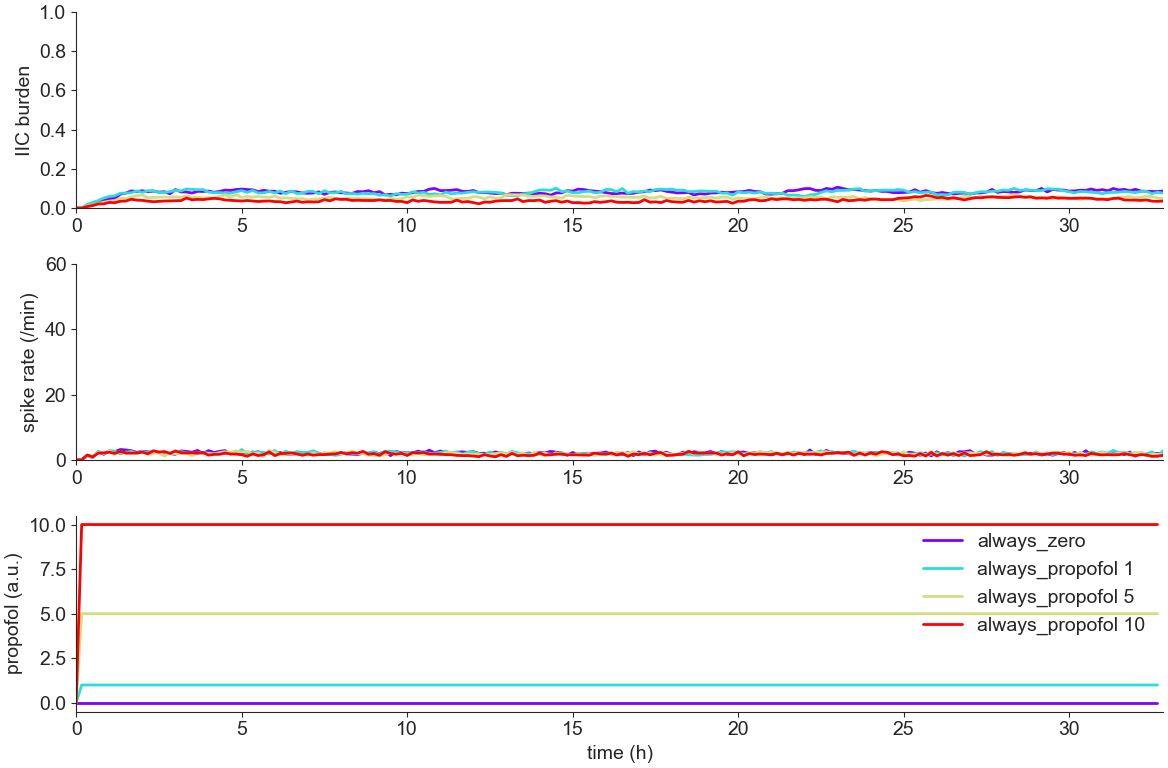 IIC burden
1.0
0.8
0.6
0.4
0.2
0.0
0 5 10 15 20 25 30
spike rate (/min)
60
40
20
0
0 5 10 15 20 25 30
propofol (a.u.)
10.0
7.5
5.0
2.5
0.0
always_zero
always_propofol 1
always_propofol 5
always_propofol 10
0 5 10 15 20 25 30
time (h)